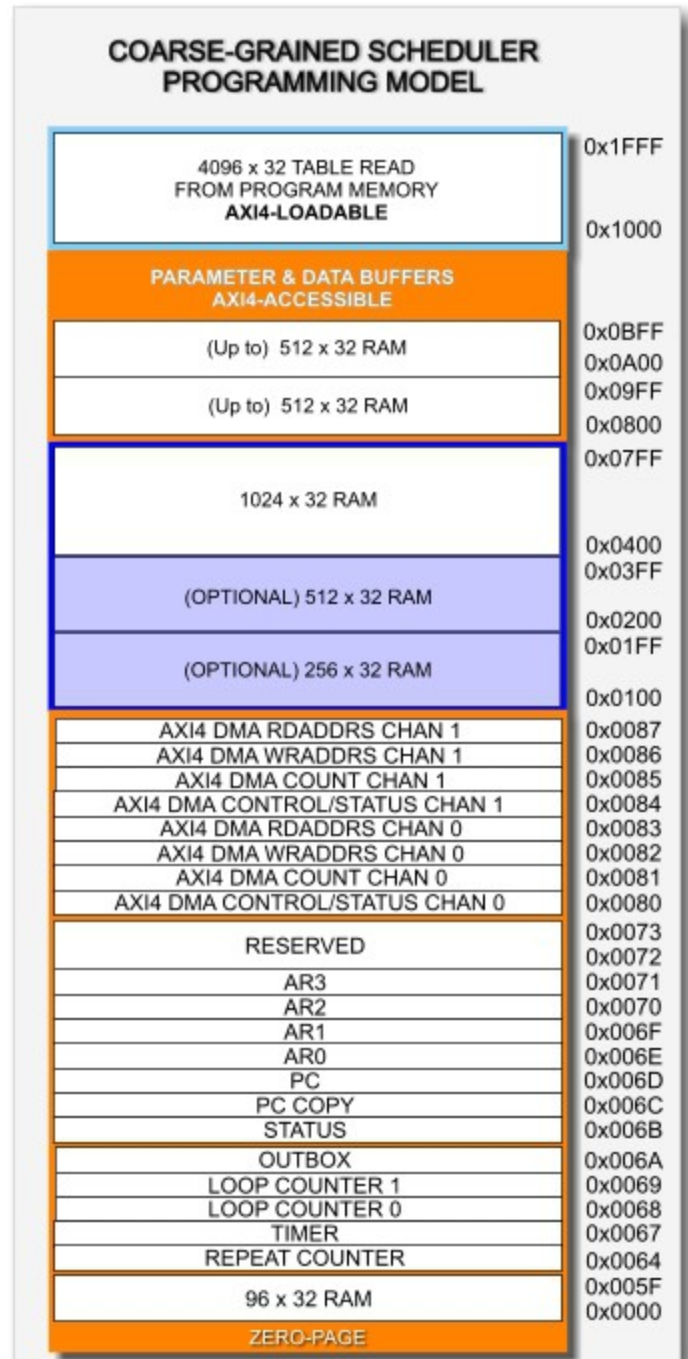 COARSE-GRAINED SCHEDULER
PROGRAMMING MODEL
4096 x 32 TABLE READ
FROM PROGRAM MEMORY
AXI4-LOADABLE
0x1FFF
0x1000
PARAMETER & DATA BUFFERS
AXI4-ACCESSIBLE
(Up to) 512 x 32 RAM
0x0BFF
0x0A00
(Up to) 512 x 32 RAM
0x09FF
0x0800
1024 x 32 RAM
0x07FF
0x0400
(OPTIONAL) 512 x 32 RAM
0x03FF
0x0200
(OPTIONAL) 256 x 32 RAM
0x01FF
0x0100
AXI4 DMA RDADDRS CHAN 1 0x0087
AXI4 DMA WRADDRS CHAN 1 0x0086
AXI4 DMA COUNT CHAN 1 0x0085
AXI4 DMA CONTROL/STATUS CHAN 1 0x0084
AXI4 DMA RDADDRS CHAN 0 0x0083
AXI4 DMA WRADDRS CHAN 0 0x0082
AXI4 DMA COUNT CHAN 0 0x0081
AXI4 DMA CONTROL/STATUS CHAN 0 0x0080
RESERVED
0x0073
0x0072
AR3 0x0071
AR2 0x0070
AR1 0x006F
AR0 0x006E
PC 0x006D
PC COPY 0x006C
STATUS 0x006B
OUTBOX 0x006A
LOOP COUNTER 1 0x0069
LOOP COUNTER 0 0x0068
TIMER 0x0067
REPEAT COUNTER 0x0064
96 x 32 RAM
0x005F
0x0000
ZERO-PAGE